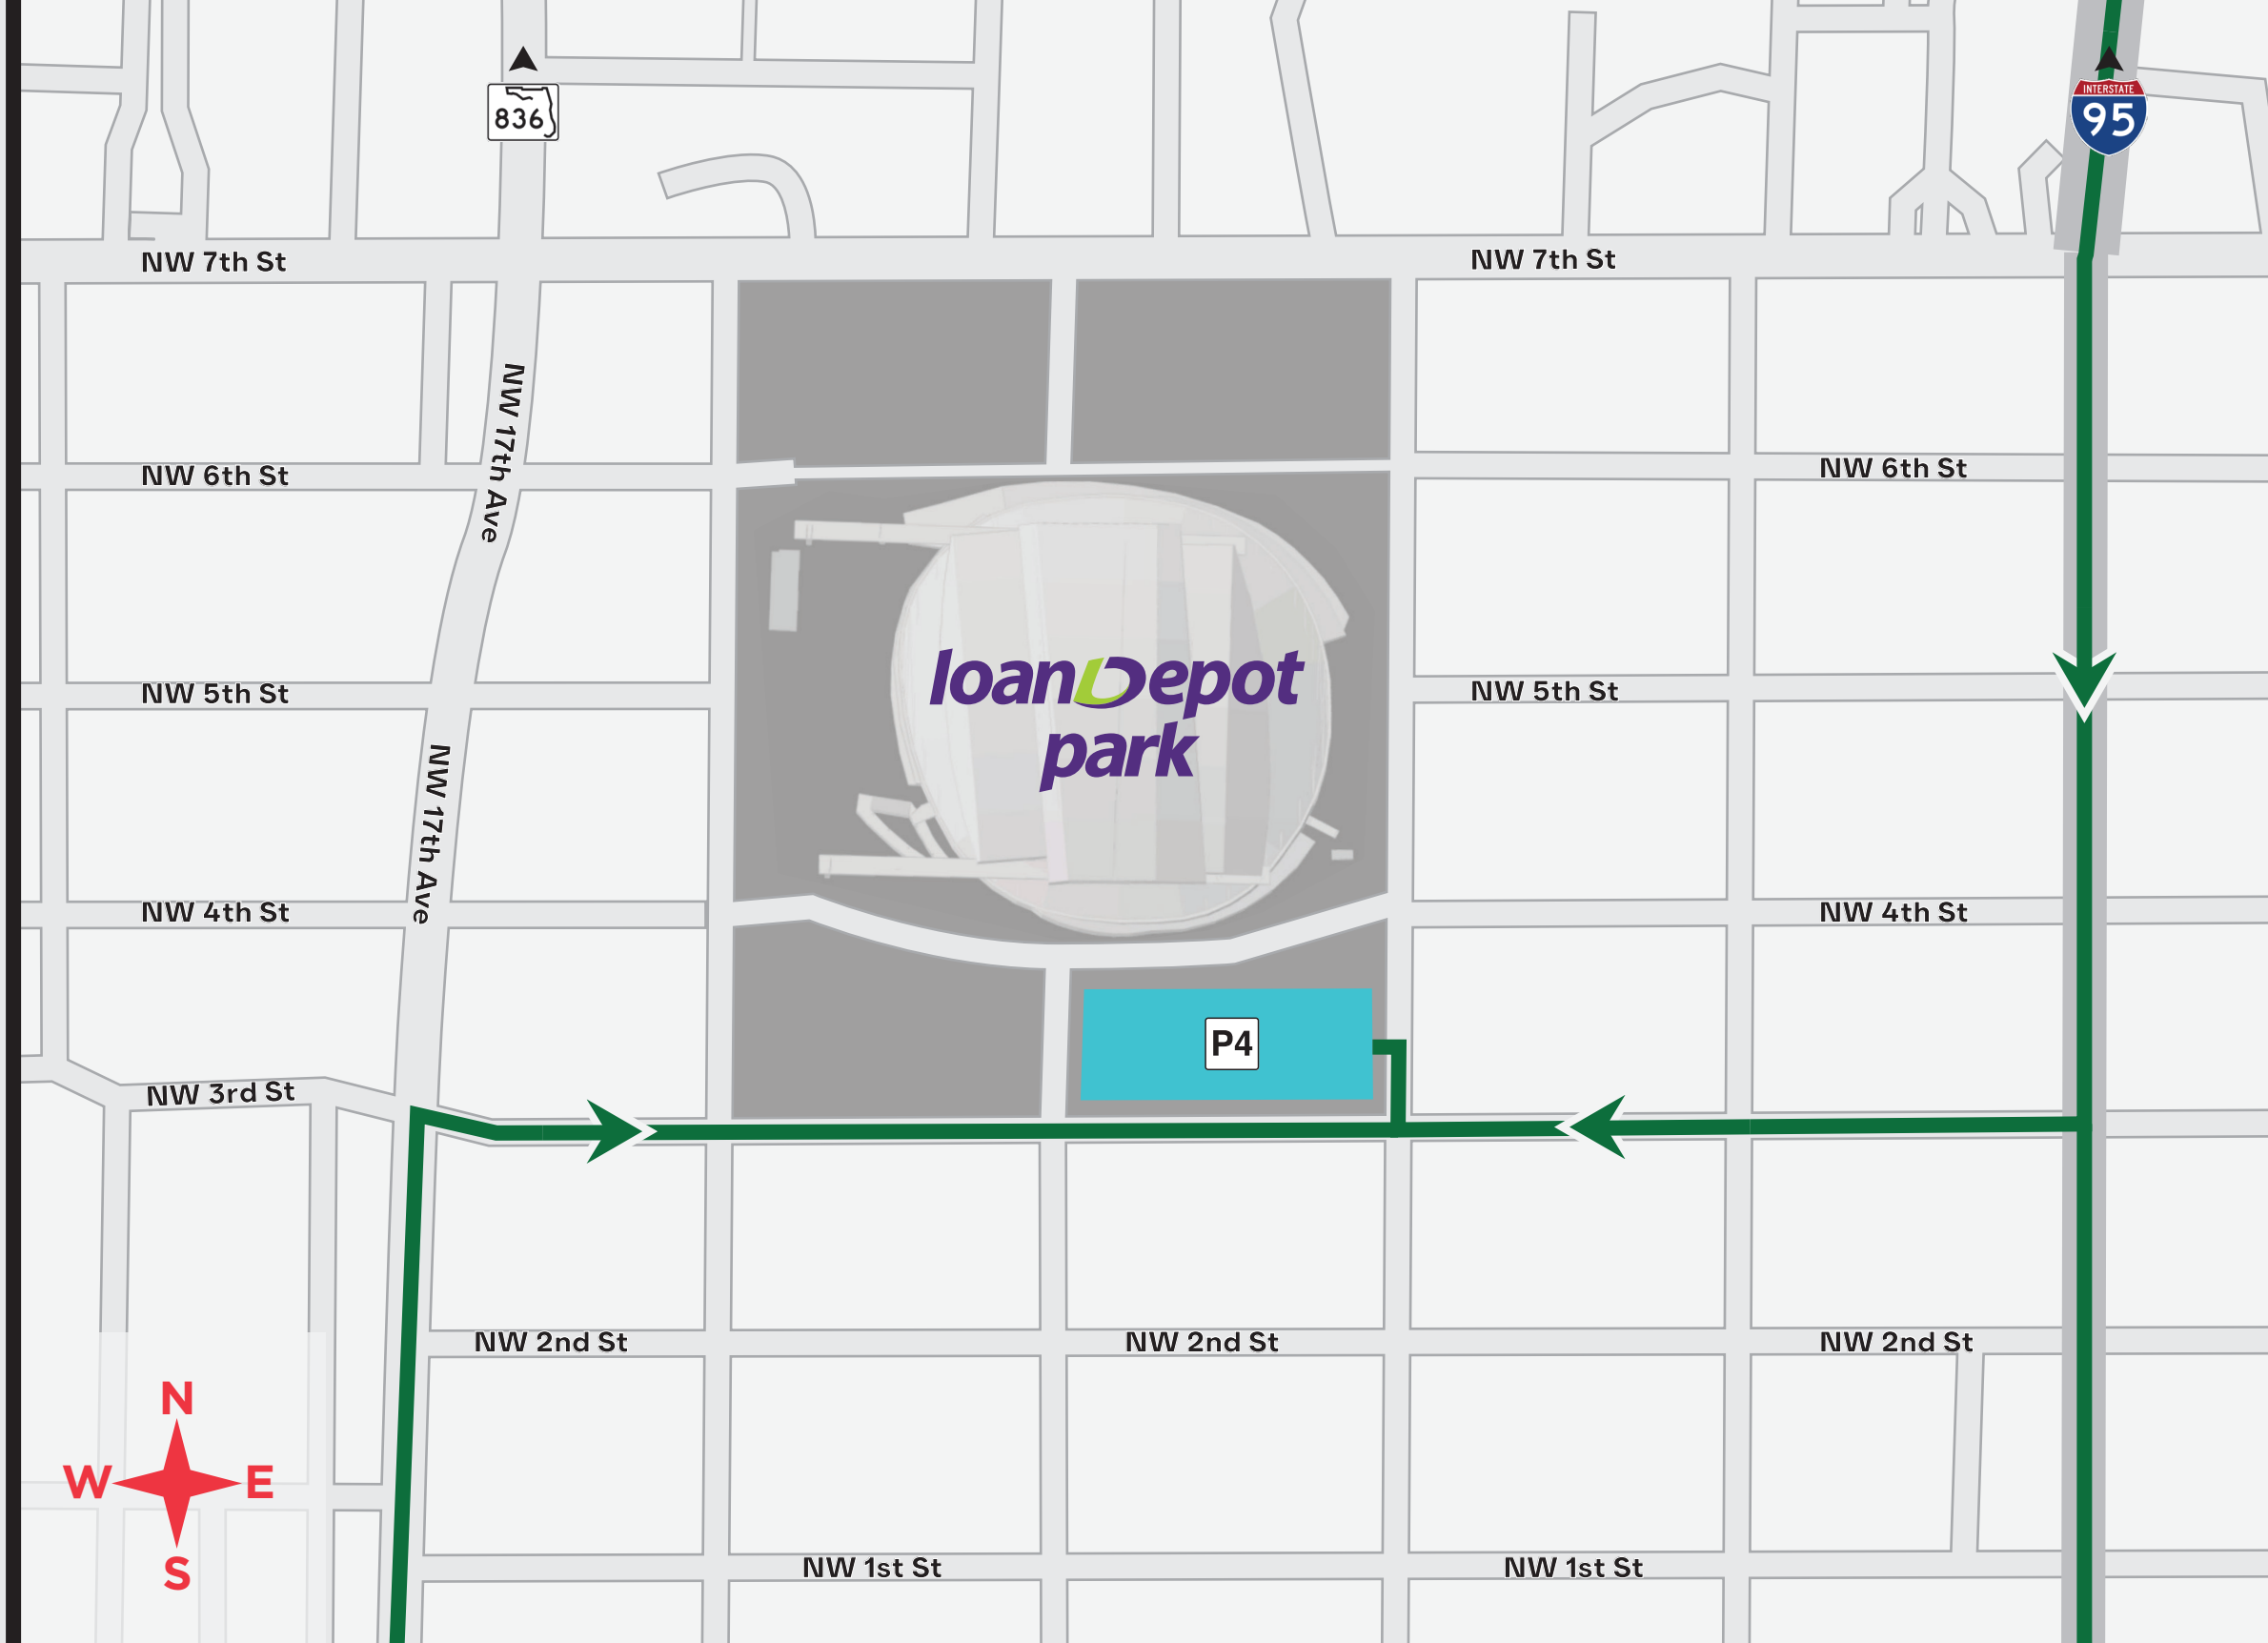 836
INTERSTATE
95
NW 7th St
NW 7th St
NW 17th Ave
NW 6th St
NW 6th St
loanDepot
park
NW 5th St
NW 5th St
NW 17th Ave
NW 4th St
NW 4th St
P4
NW 3rd St
NW 2nd St
NW 2nd St
NW 2nd St
N
W
E
S
NW 1st St
NW 1st St